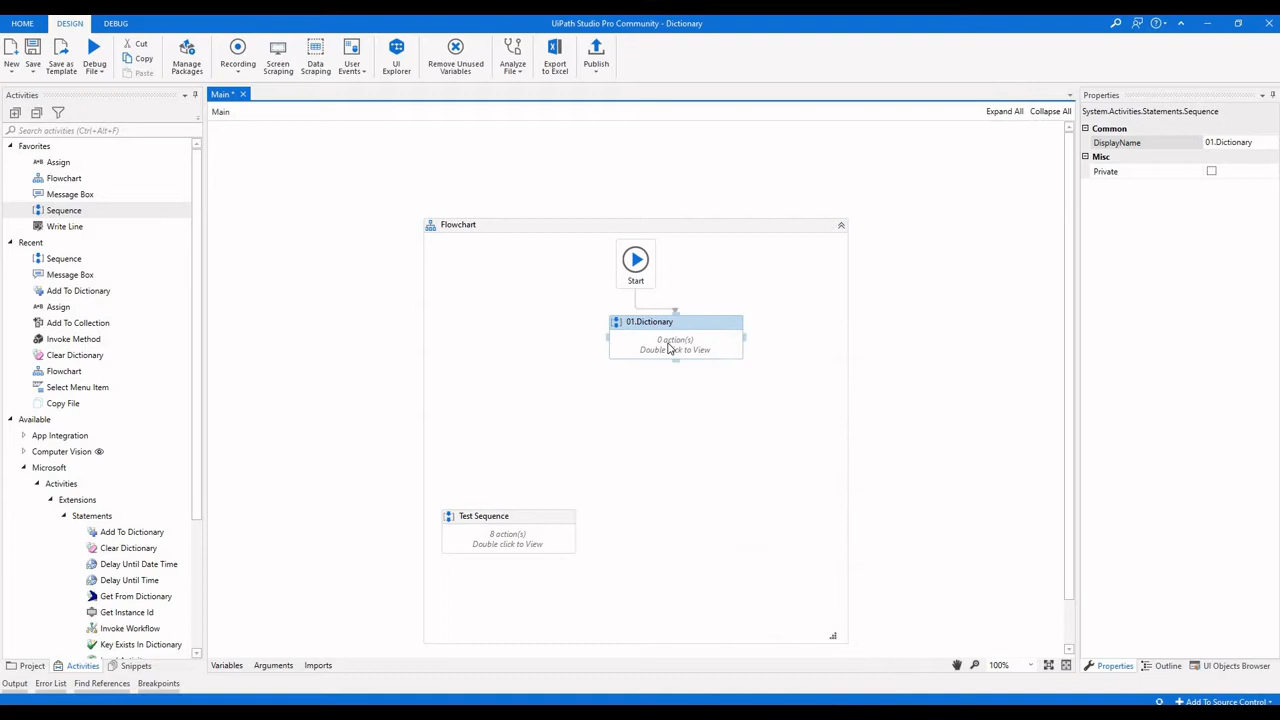 HOME DESIGN DEBUG
UiPath Studio Pro Community - Dictionary
New
Save
Save as
Template
Debug
File
Cut
Copy
Paste
Manage
Packages
Recording
Screen
Scraping
Data
Scraping
User
Events
UI
Explorer
Remove Unused
Variables
Analyze
File
Export
to Excel
Publish
Activities
Search activities (Ctrl+Alt+F)
Favorites
Assign
Flowchart
Message Box
Sequence
Write Line
Recent
Sequence
Message Box
Add To Dictionary
Assign
Add To Collection
Invoke Method
Clear Dictionary
Flowchart
Select Menu Item
Copy File
Available
App Integration
Computer Vision
Microsoft
Activities
Extensions
Statements
Add To Dictionary
Clear Dictionary
Delay Until Date Time
Delay Until Time
Get From Dictionary
Get Instance Id
Invoke Workflow
Key Exists In Dictionary
Project Activities Snippets
Main *
Main
Expand All Collapse All
Flowchart
Start
01.Dictionary
0 action(s)
Double click to View
Test Sequence
8 action(s)
Double click to View
Variables Arguments Imports
100%
Properties
System.Activities.Statements.Sequence
Common
DisplayName 01.Dictionary
Misc
Private
Properties Outline UI Objects Browser
Output Error List Find References Breakpoints
Add To Source Control